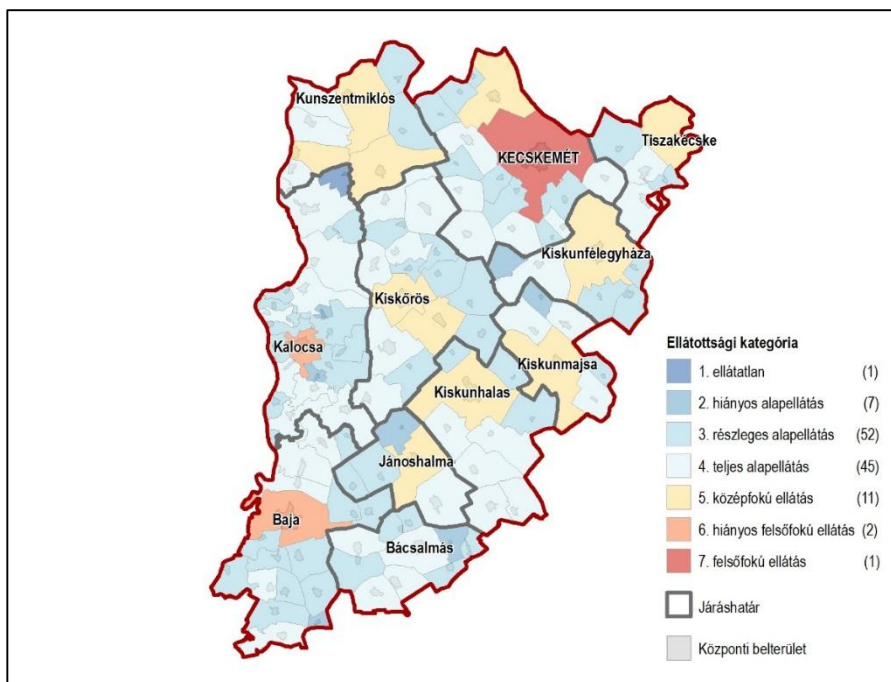 Kunszentmiklós
KECSKEMÉT
Tiszakécske
Kiskunfélegyháza
Kiskőrös
Kalocsa
Kiskunmajsa
Kiskunhalas
Jánoshalma
Baja
Bácsalmás
Ellátottsági kategória
1. ellátatlan (1)
2. hiányos alapellátás (7)
3. részleges alapellátás (52)
4. teljes alapellátás (45)
5. középfokú ellátás (11)
6. hiányos felsőfokú ellátás (2)
7. felsőfokú ellátás (1)
Járáshatár
Központi belterület